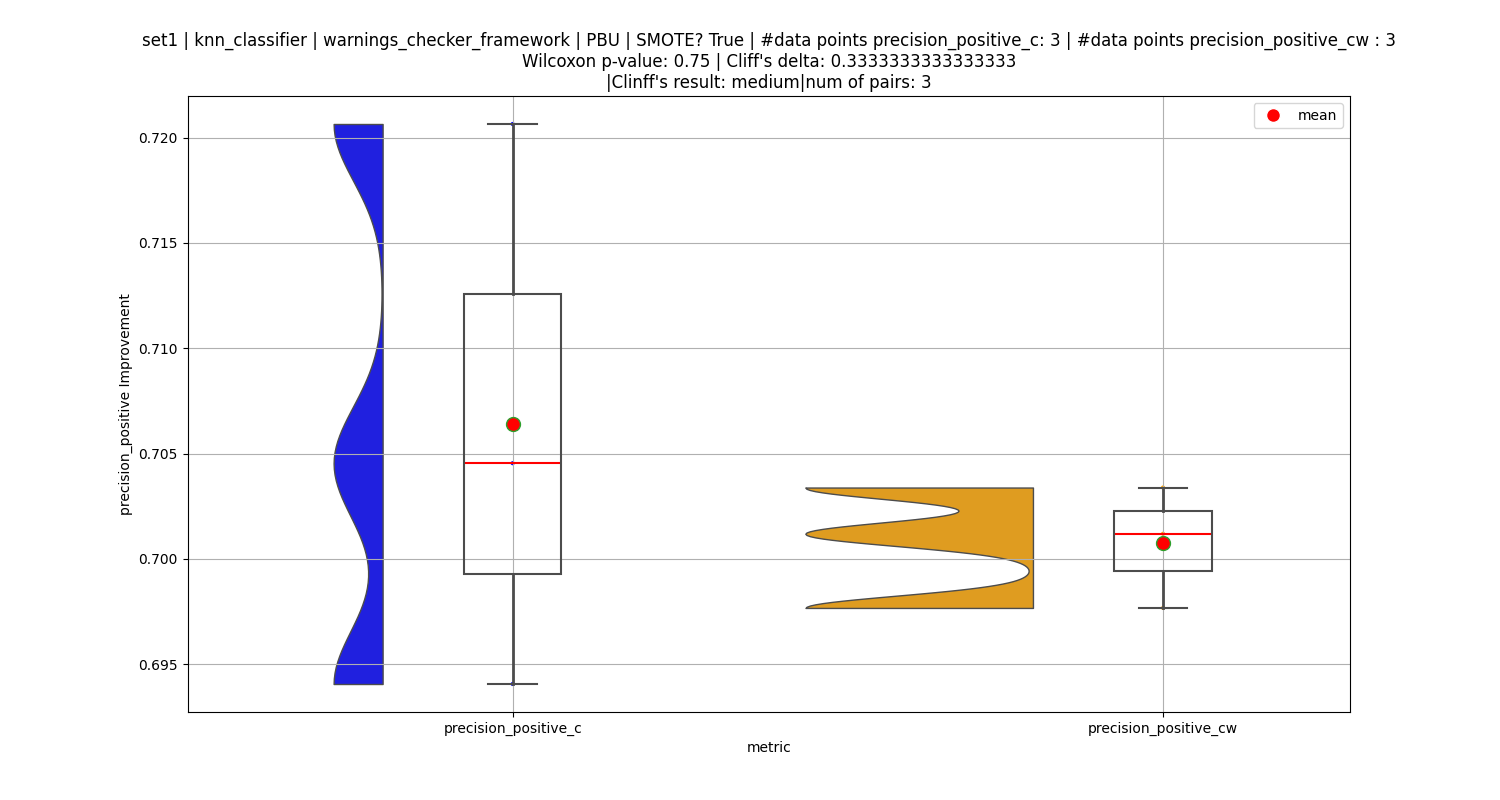 set1 | knn_classifier | warnings_checker_framework | PBU | SMOTE? True | #data points precision_positive_c: 3 | #data points precision_positive_cw : 3
Wilcoxon p-value: 0.75 | Cliff's delta: 0.3333333333333333
|Clinff's result: medium|num of pairs: 3
mean
0.720
0.715
0.710
0.705
0.700
0.695
precision_positive Improvement
precision_positive_c
precision_positive_cw
metric